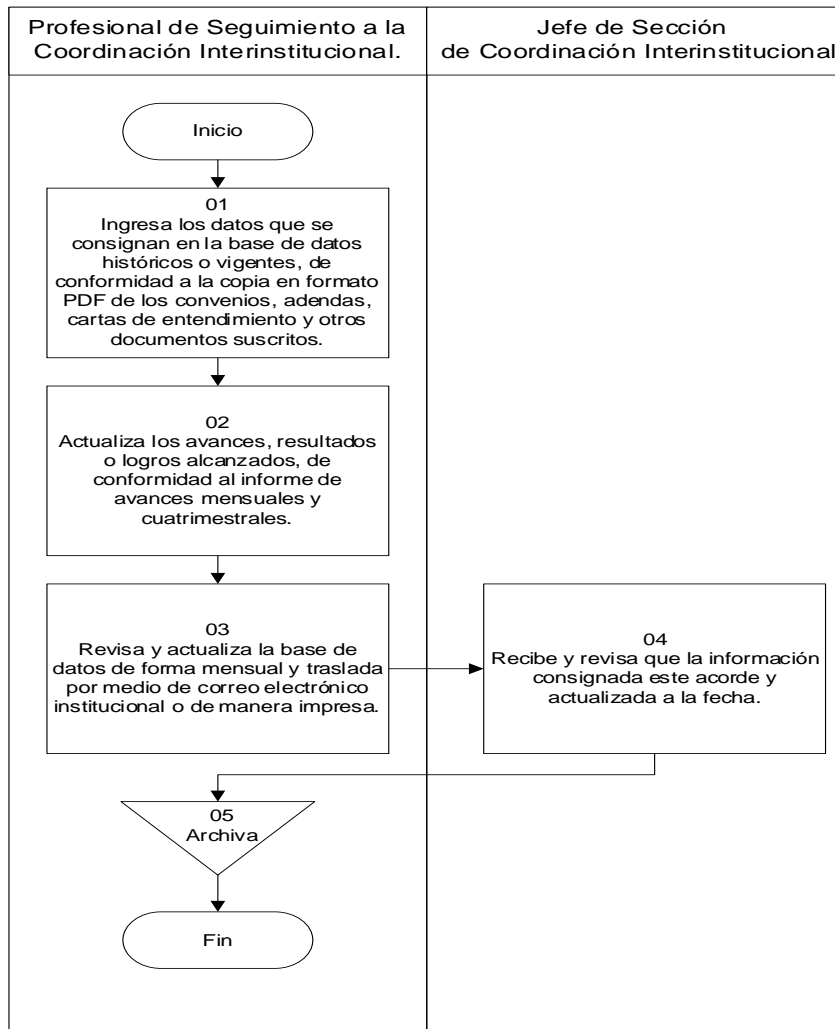 Profesional de Seguimiento a la
Coordinación Interinstitucional.
Jefe de Sección
de Coordinación Interinstitucional
Inicio
01
Ingresa los datos que se
consignan en la base de datos
históricos o vigentes, de
conformidad a la copia en formato
PDF de los convenios, adendas,
cartas de entendimiento y otros
documentos suscritos.
02
Actualiza los avances, resultados
o logros alcanzados, de
conformidad al informe de
avances mensuales y
cuatrimestrales.
03
Revisa y actualiza la base de
datos de forma mensual y traslada
por medio de correo electrónico
institucional o de manera impresa.
04
Recibe y revisa que la información
consignada este acorde y
actualizada a la fecha.
05
Archiva
Fin